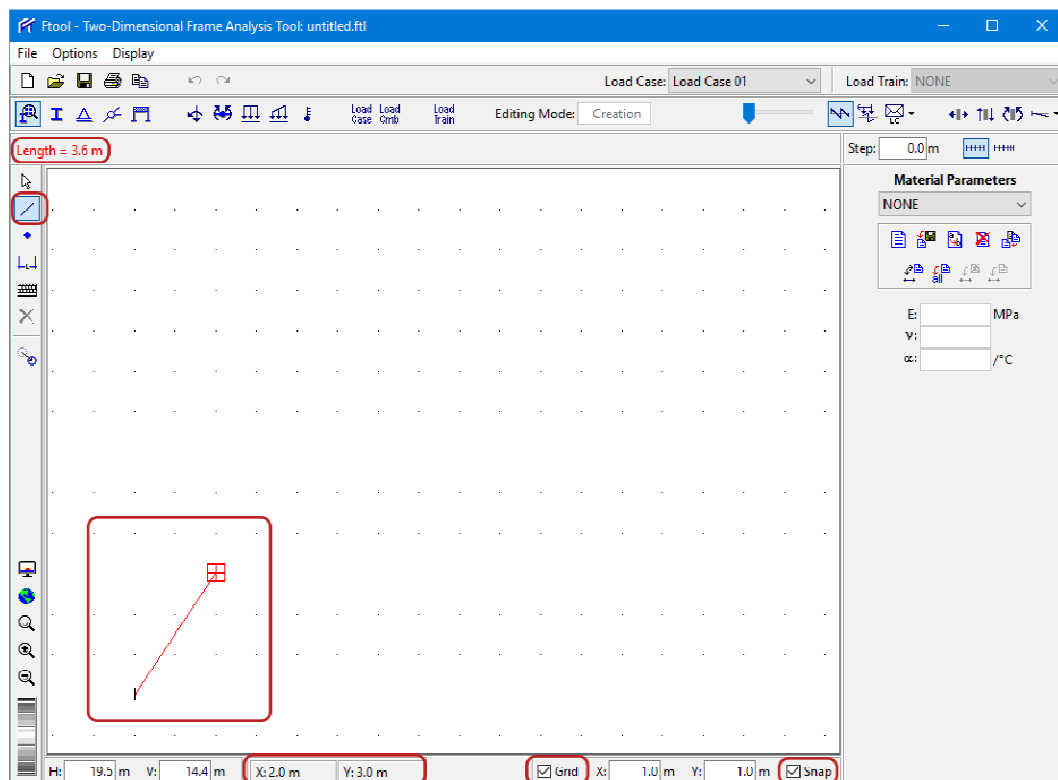 Ftool - Two-Dimensional Frame Analysis Tool: untitled.ftl
File Options Display
Load Case: Load Case 01 Load Train: NONE
Load Case Load Cmb Load Train Editing Mode: Creation LC
Length = 3.6 m Step: 0.0 m
Material Parameters
NONE
all
E: MPa
ν:
α: /°C
H: 19.5 m V: 14.4 m X: 2.0 m Y: 3.0 m Grid X: 1.0 m Y: 1.0 m Snap